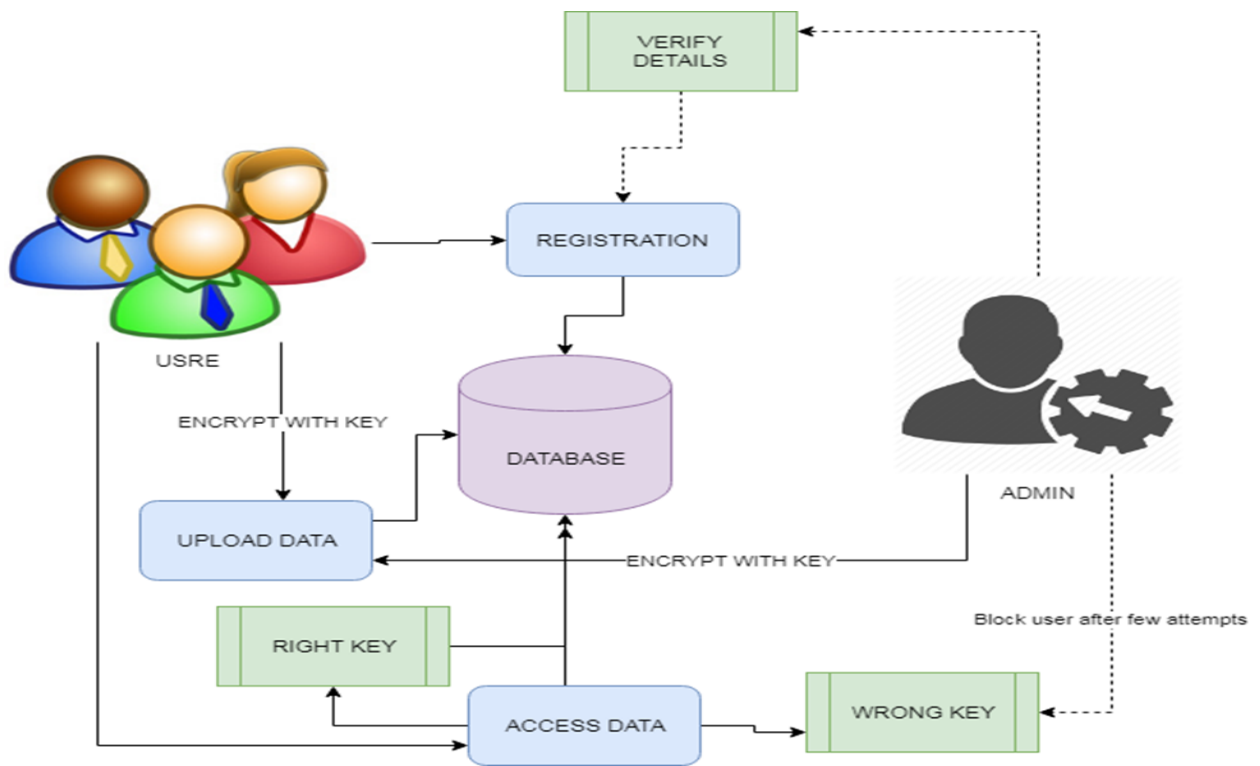 VERIFY
DETAILS
REGISTRATION
USRE
ENCRYPT WITH KEY
DATABASE
ADMIN
UPLOAD DATA
ENCRYPT WITH KEY
Block user after few attempts
RIGHT KEY
WRONG KEY
ACCESS DATA